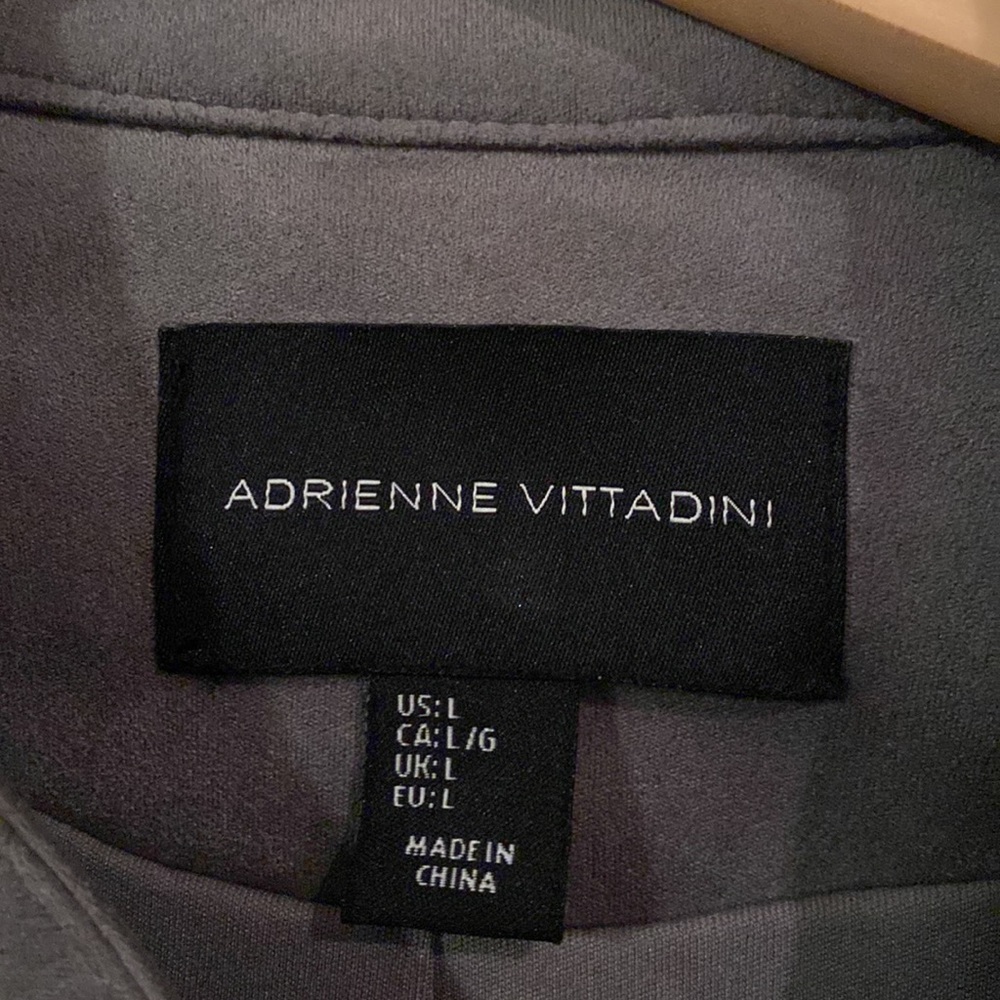 ADRIENNE VITTADINI
US: L
CA: L/G
UK: L
EU: L
MADE IN
CHINA